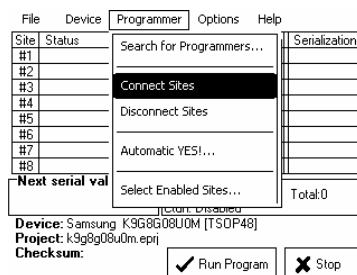 File Device Programmer Options Help
Site Status Serialization
Search for Programmers...
#1
#2
#3 Connect Sites
#4
Disconnect Sites
#5
#6
#7 Automatic YES!...
#8
Next serial val
Select Enabled Sites...
Total:0
Disabled
Device: Samsung K9G8G08U0M [TSOP48]
Project: k9g8g08u0m.eprj
Checksum:
Run Program Stop